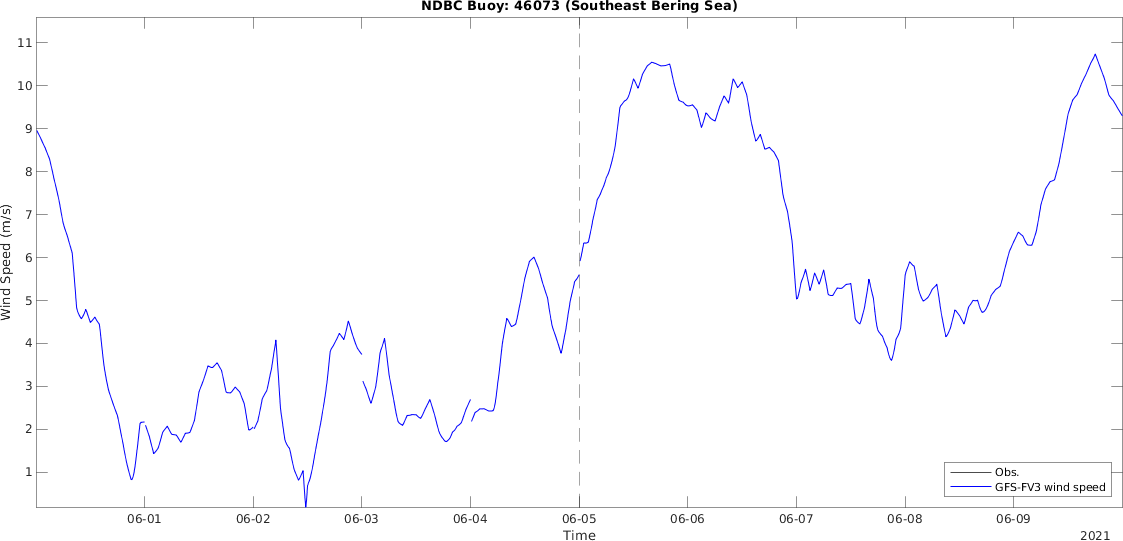 NDBC Buoy: 46073 (Southeast Bering Sea)
11
10
9
8
7
6
5
4
3
2
1
Wind Speed (m/s)
Obs.
GFS-FV3 wind speed
06-01 06-02 06-03 06-04 06-05 06-06 06-07 06-08 06-09
Time
2021